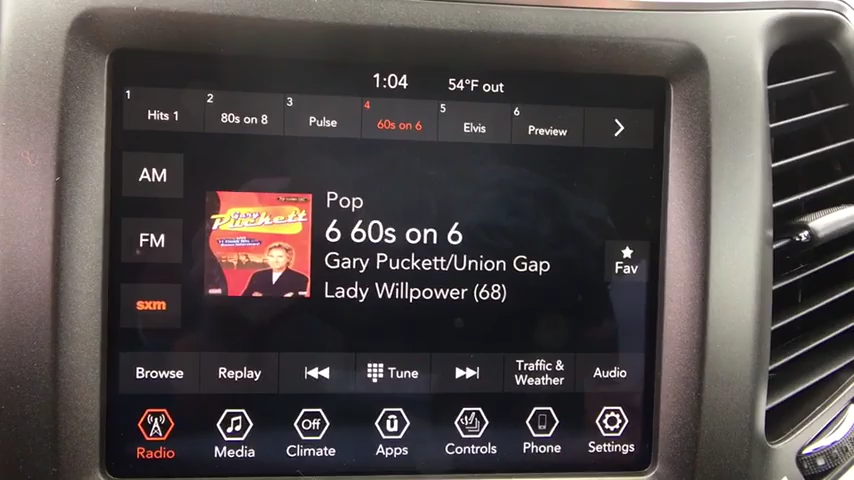 1:04 54°F out
1 Hits 1
2 80s on 8
3 Pulse
4 60s on 6
5 Elvis
6 Preview
AM
FM
sxm
Gary
Puckett
Pop
6 60s on 6
Gary Puckett/Union Gap
Lady Willpower (68)
Fav
Browse
Replay
Tune
Traffic &
Weather
Audio
Radio
Media
Off
Climate
ū
Apps
Controls
Phone
Settings